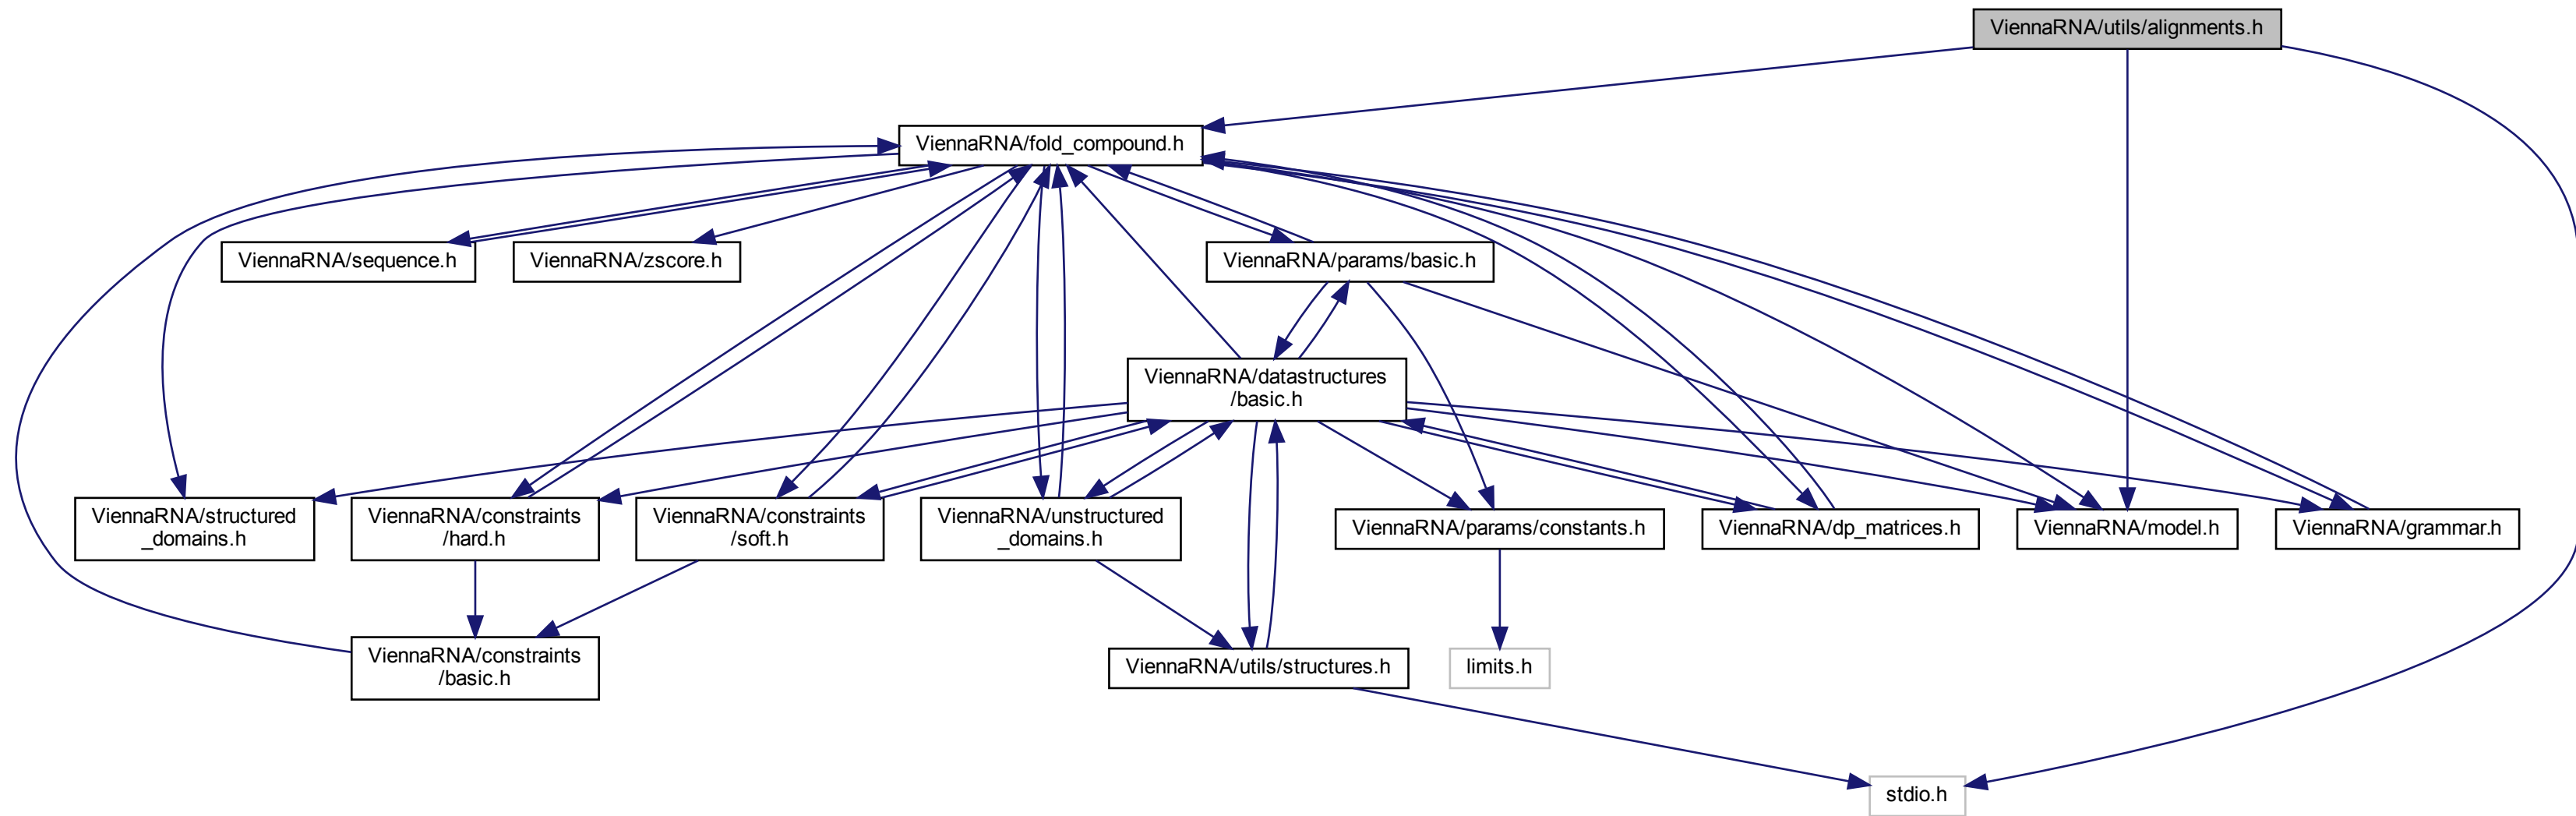 ViennaRNA/utils/alignments.h
ViennaRNA/fold_compound.h
ViennaRNA/sequence.h
ViennaRNA/zscore.h
ViennaRNA/params/basic.h
ViennaRNA/datastructures
/basic.h
ViennaRNA/structured
_domains.h
ViennaRNA/constraints
/hard.h
ViennaRNA/constraints
/soft.h
ViennaRNA/unstructured
_domains.h
ViennaRNA/params/constants.h
ViennaRNA/dp_matrices.h
ViennaRNA/model.h
ViennaRNA/grammar.h
ViennaRNA/constraints
/basic.h
ViennaRNA/utils/structures.h
limits.h
stdio.h